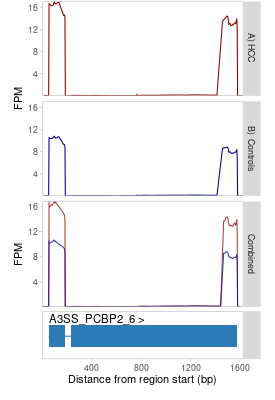 16
12
8
4
A) HCC
16
12
8
4
B) Controls
FPM
16
12
8
4
Combined
FPM
A3SS_PCBP2_6 >
400 800 1200 1600
Distance from region start (bp)
FPM